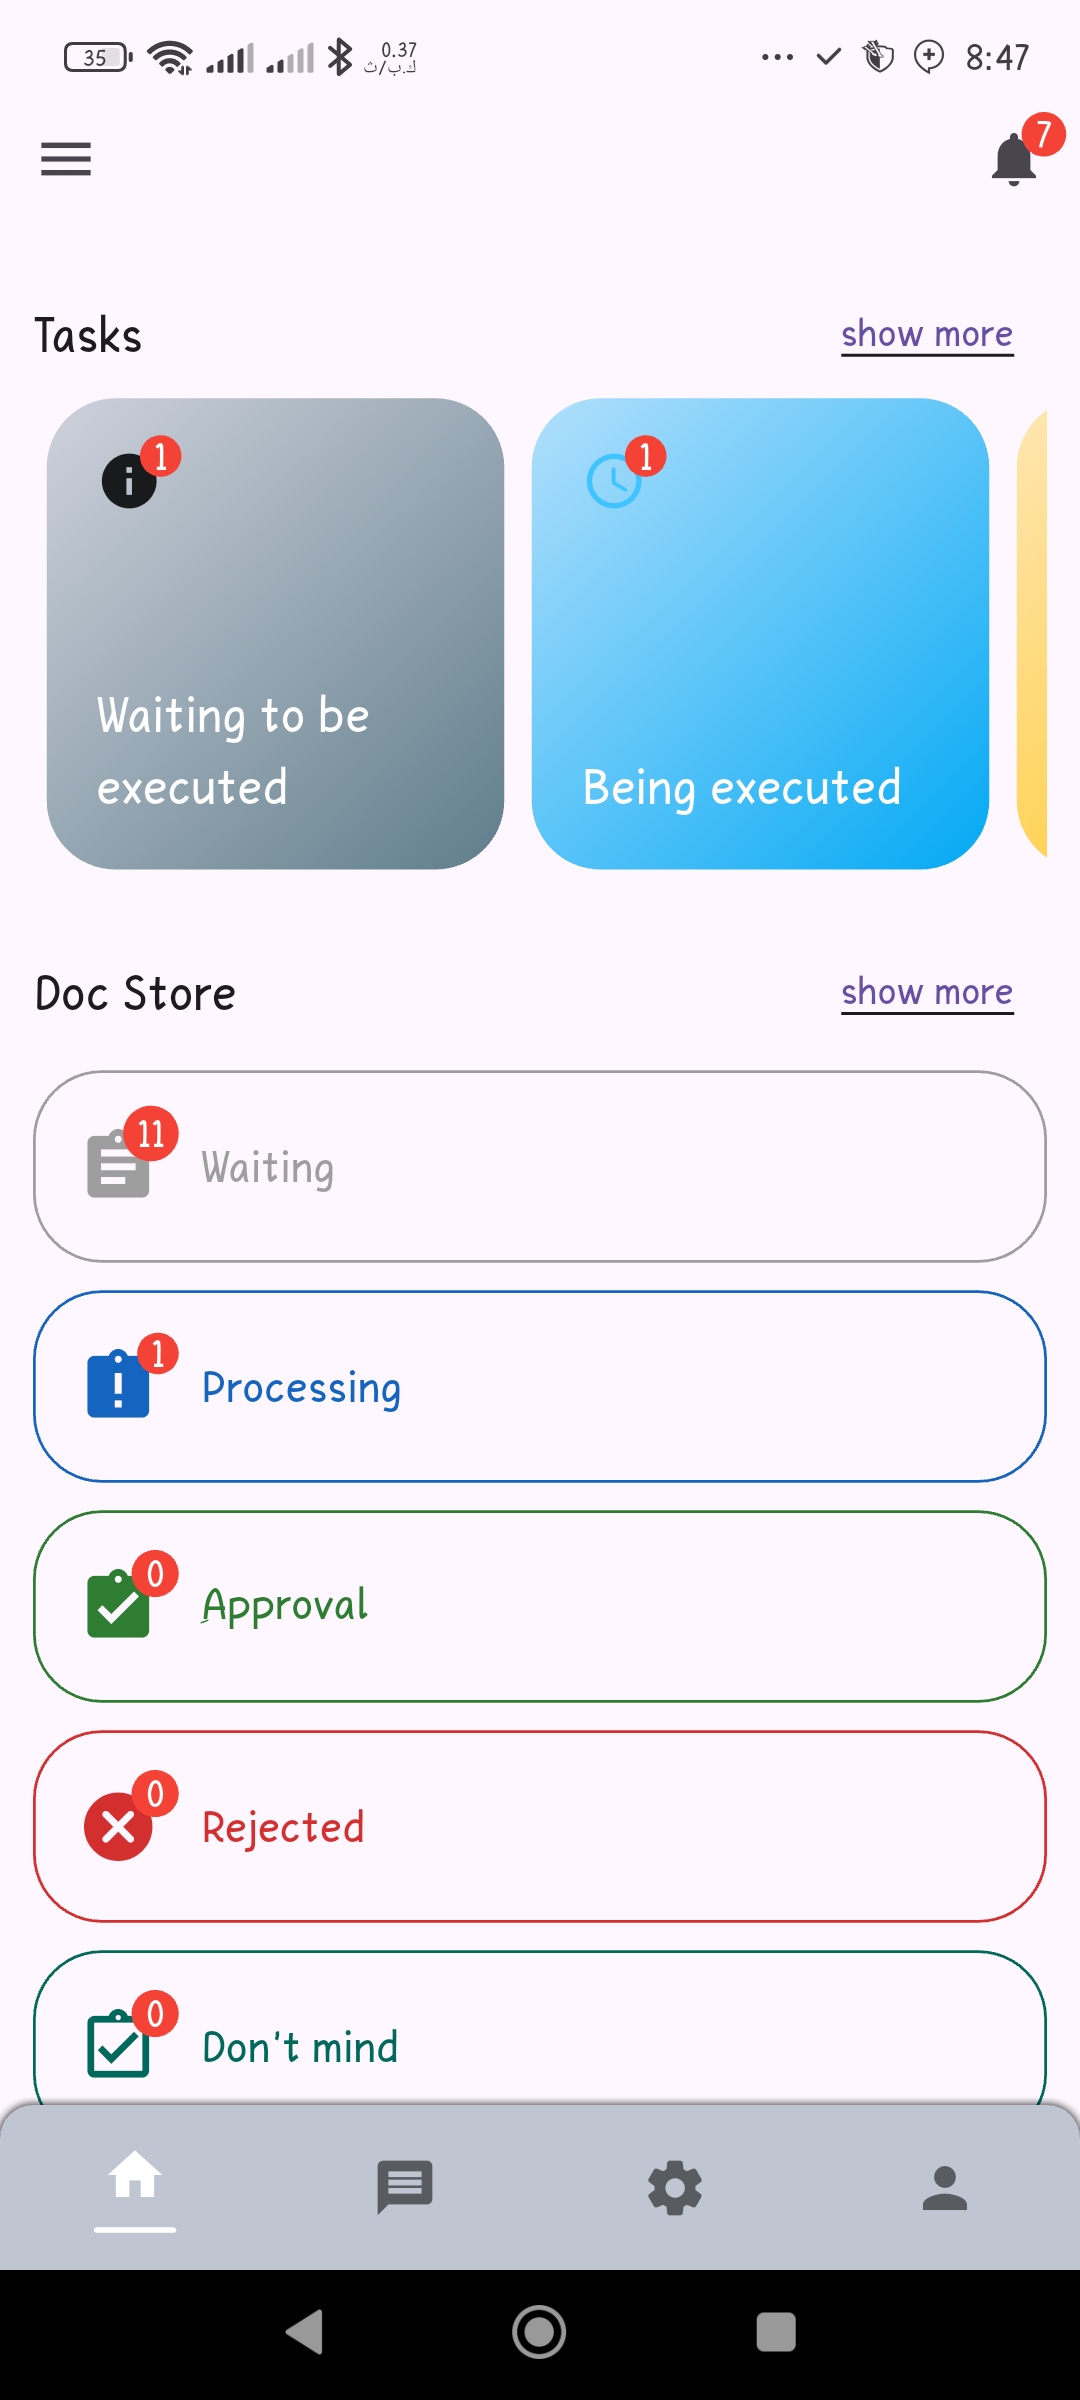 35
0.37
ك.ب/ث
8:47
7
Tasks
show more
1
1
Waiting to be
executed
Being executed
Doc Store
show more
11
Waiting
1
Processing
0
Approval
0
Rejected
0
Don't mind